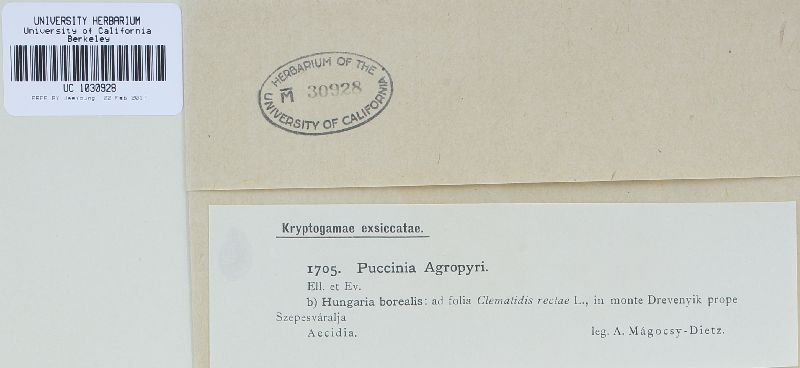 UNIVERSITY HERBARIUM
University of California
Berkeley
UC 1030928
HERBARIUM OF THE
M̅ 30928
UNIVERSITY OF CALIFORNIA
Kryptogamae exsiccatae.
1705. Puccinia Agropyri.
Ell. et Ev.
b) Hungaria borealis: ad folia Clematidis rectae L., in monte Drevenyik prope
Szepesváralja
Aecidia. leg. A. Mágocsy-Dietz.